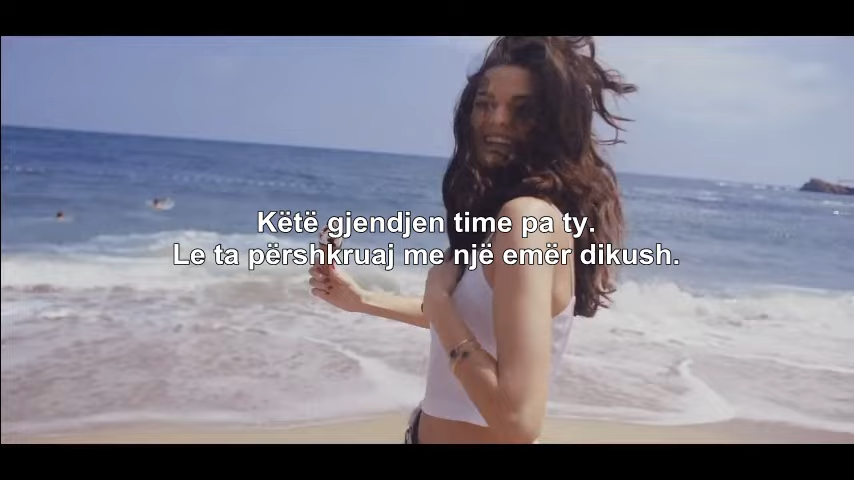 Këtë gjendjen time pa ty.
Le ta përshkruaj me një emër dikush.